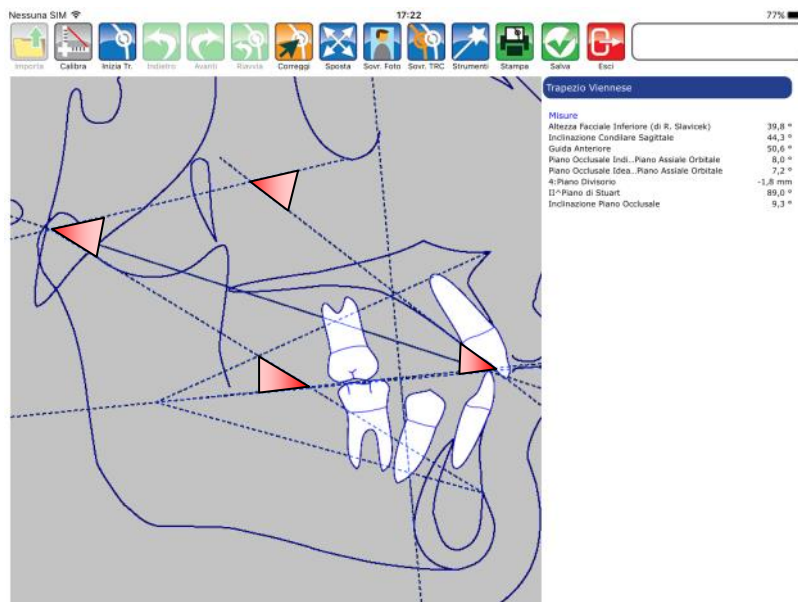 Nessuna SIM 17:22 77%
Importa Calibra Inizia Tr. Indietro Avanti Riavvia Correggi Sposta Sovr. Foto Sovr. TRC Strumenti Stampa Salva Esci
Trapezio Viennese
Misure
Altezza Facciale Inferiore (di R. Slavicek) 39,8 °
Inclinazione Condilare Sagittale 44,3 °
Guida Anteriore 50,6 °
Piano Occlusale Indi...Piano Assiale Orbitale 8,0 °
Piano Occlusale Idea...Piano Assiale Orbitale 7,2 °
4:Piano Divisorio -1,8 mm
II^Piano di Stuart 89,0 °
Inclinazione Piano Occlusale 9,3 °